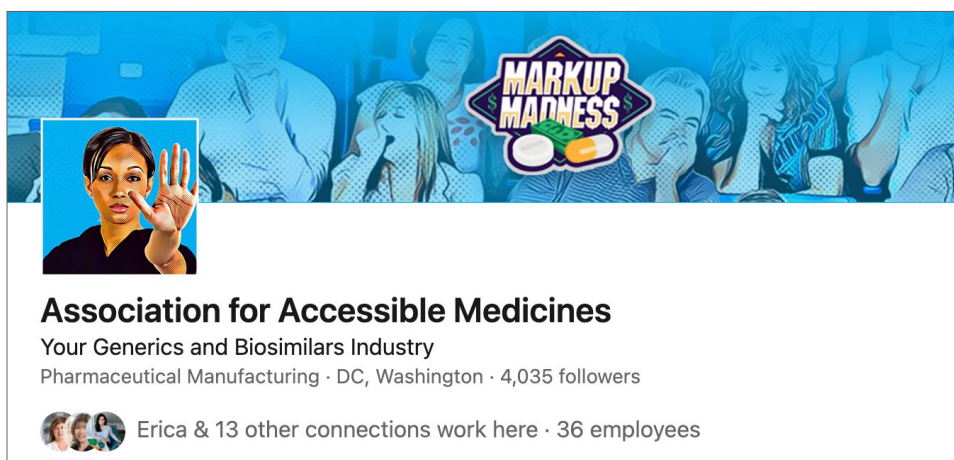 MARKUP
MADNE$$
Association for Accessible Medicines
Your Generics and Biosimilars Industry
Pharmaceutical Manufacturing · DC, Washington · 4,035 followers
Erica & 13 other connections work here · 36 employees